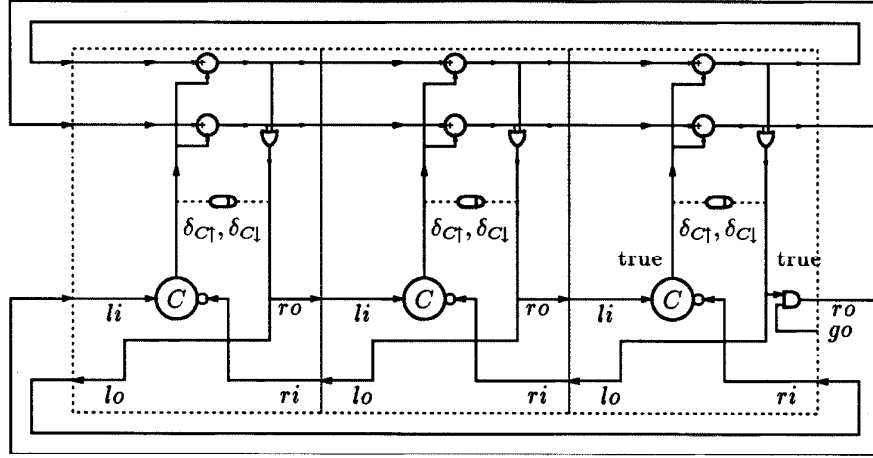 + + +
+ + +
δC↑, δC↓ δC↑, δC↓ δC↑, δC↓
true true
C C C
li ro li ro li ro
go
lo ri lo ri lo ri